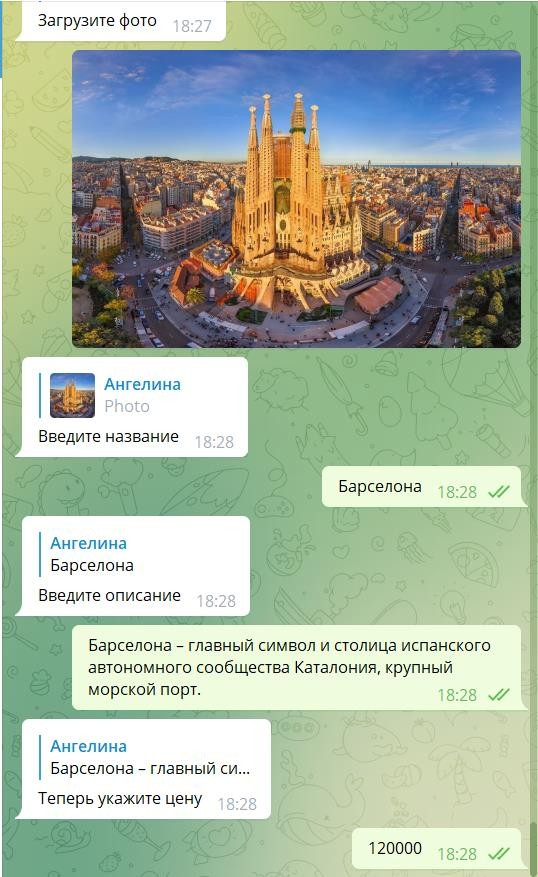 Загрузите фото 18:27
Ангелина
Photo
Введите название 18:28
Барселона 18:28
Ангелина
Барселона
Введите описание 18:28
Барселона – главный символ и столица испанского
автономного сообщества Каталония, крупный
морской порт. 18:28
Ангелина
Барселона – главный си...
Теперь укажите цену 18:28
120000 18:28